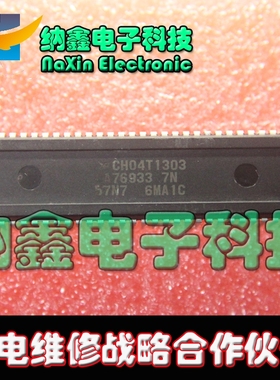 纳鑫电子科技
NaXin Electronic
CH04T1303
A76933 7N
57N7 6MA1C
纳鑫电子科技
电维修战略合作伙